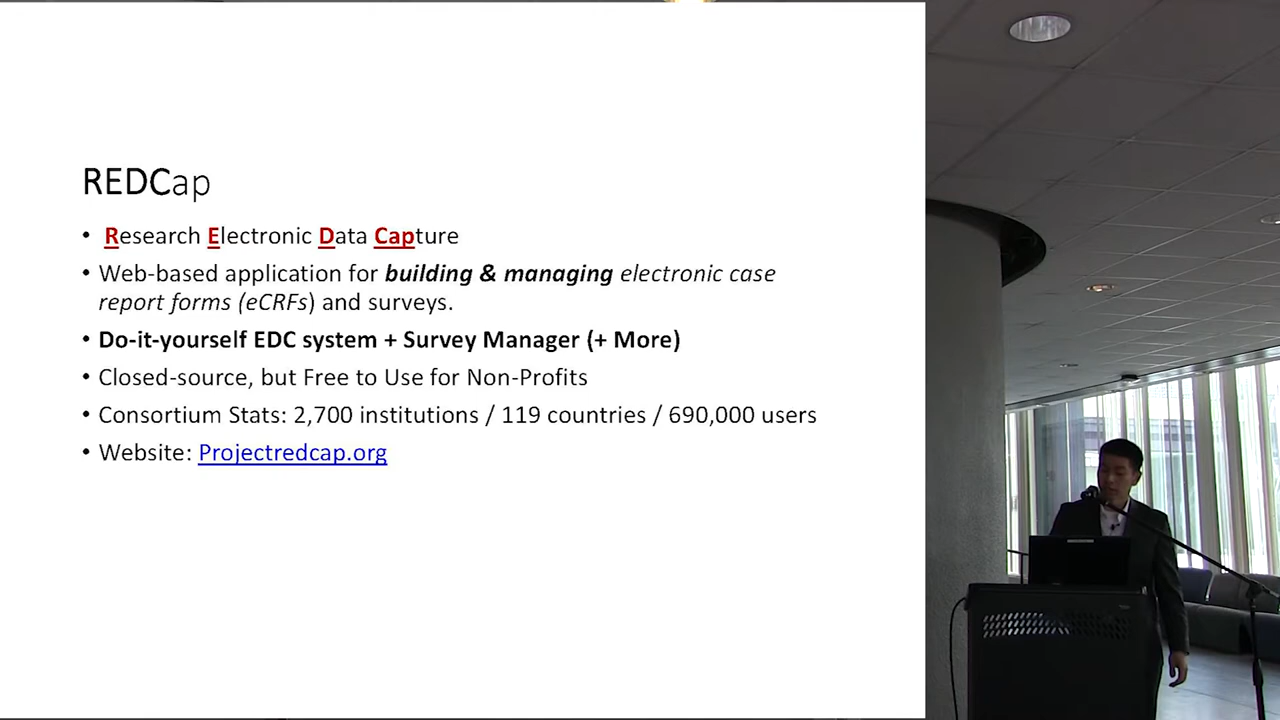 REDCap
• Research Electronic Data Capture
• Web-based application for building & managing electronic case
report forms (eCRFs) and surveys.
• Do-it-yourself EDC system + Survey Manager (+ More)
• Closed-source, but Free to Use for Non-Profits
• Consortium Stats: 2,700 institutions / 119 countries / 690,000 users
• Website: Projectredcap.org